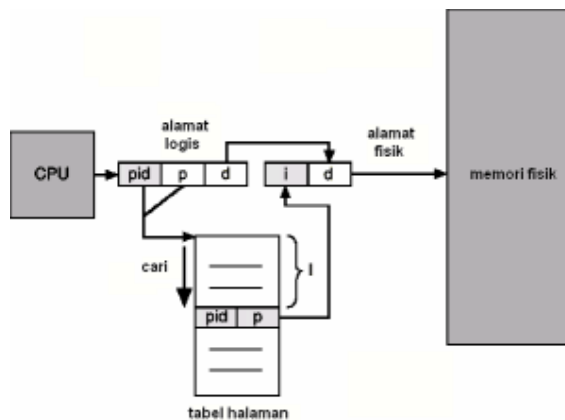 alamat
logis
alamat
fisik
CPU
pid p d
i d
memori fisik
cari
I
pid p
tabel halaman